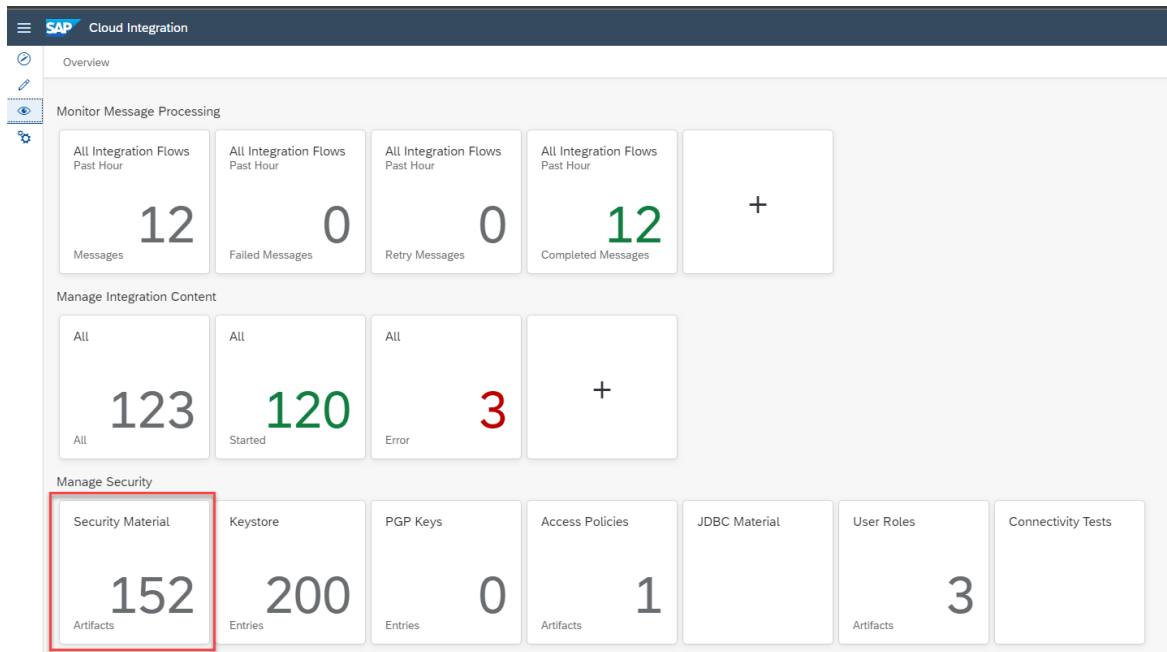 SAP Cloud Integration
Overview
Monitor Message Processing
All Integration Flows
Past Hour
12
Messages
All Integration Flows
Past Hour
0
Failed Messages
All Integration Flows
Past Hour
0
Retry Messages
All Integration Flows
Past Hour
12
Completed Messages
+
Manage Integration Content
All
123
All
All
120
Started
All
3
Error
+
Manage Security
Security Material
152
Artifacts
Keystore
200
Entries
PGP Keys
0
Entries
Access Policies
1
Artifacts
JDBC Material
User Roles
3
Artifacts
Connectivity Tests